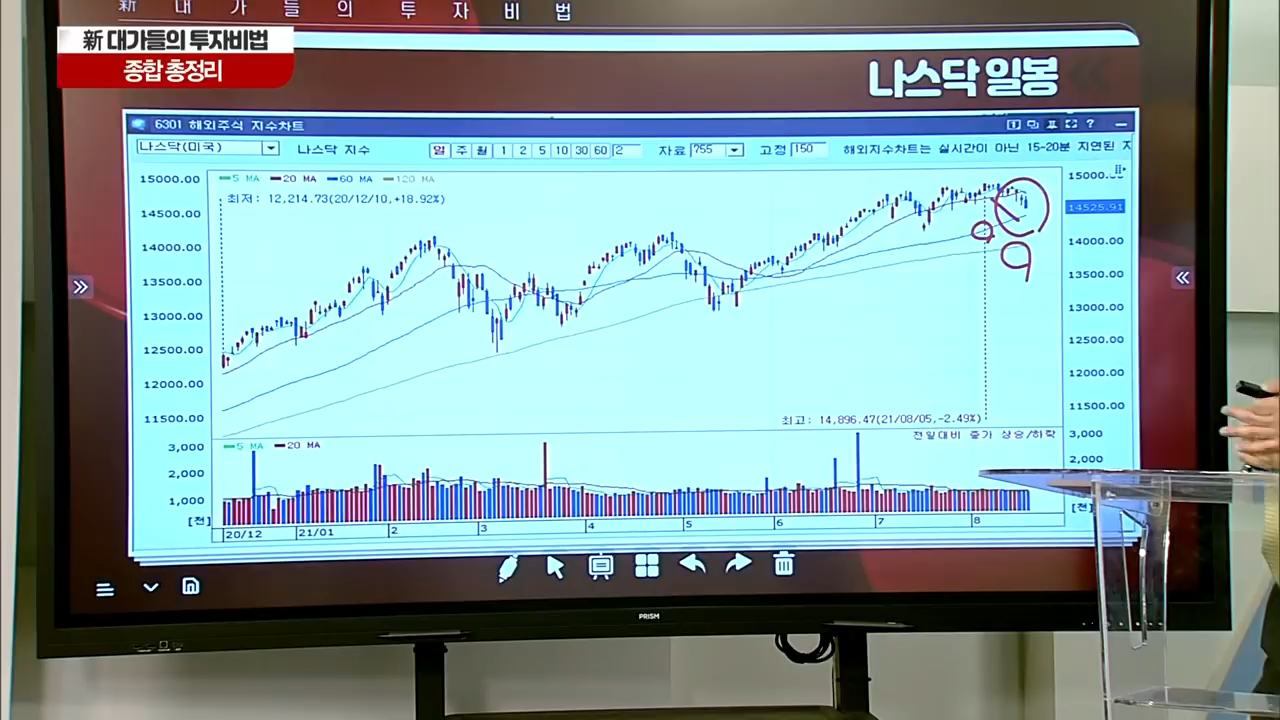 新 대 가 들 의 투 자 비 법
新 대가들의 투자비법
종합 총정리
나스닥 일봉
6301 해외주식 지수차트
나스닥(미국) 나스닥 지수 일 주 월 1 2 5 10 30 60 2 자료 755 고정 150 해외지수차트는 실시간이 아닌 15-20분 지연된
5 MA 20 MA 60 MA 120 MA
최저: 12,214.73(20/12/10,+18.92%)
15000.00
14500.00
14000.00
13500.00
13000.00
12500.00
12000.00
11500.00
14525.91
14000.00
13500.00
13000.00
12500.00
12000.00
11500.00
9
9
최고: 14,896.47(21/08/05,-2.49%)
5 MA 20 MA
전일대비 종가 상승/하락
3,000
2,000
1,000
[천]
3,000
2,000
[천]
20/12 21/01 2 3 4 5 6 7 8
PRISM